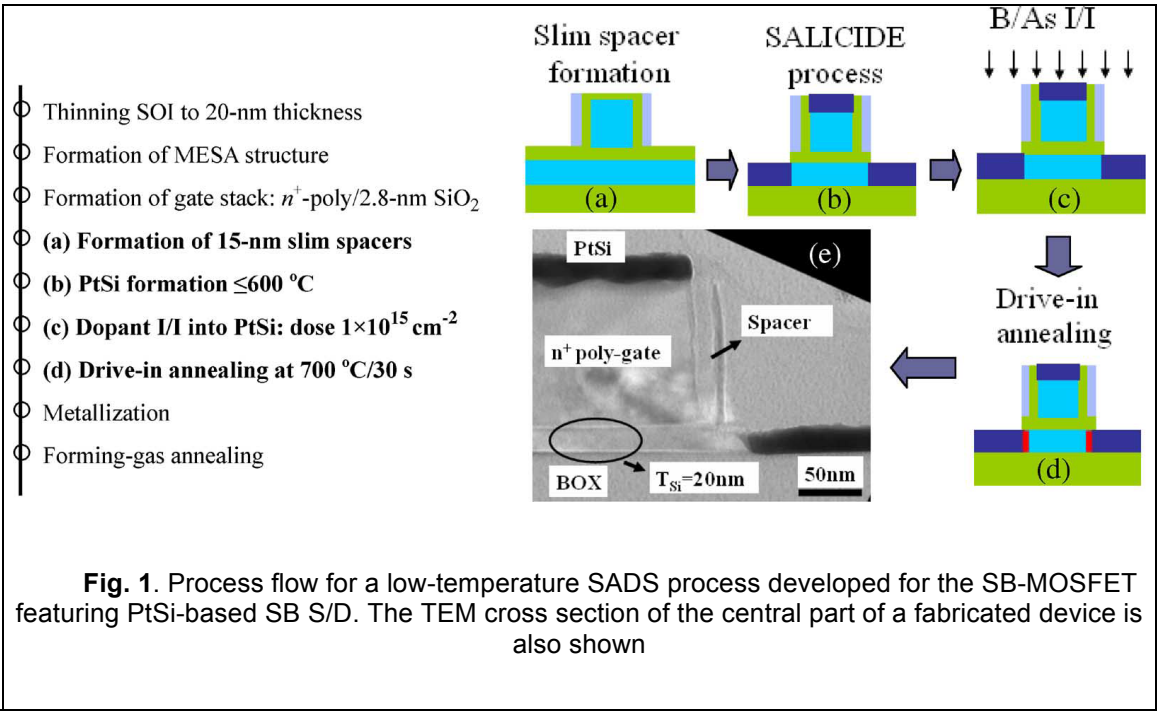 Thinning SOI to 20-nm thickness
Formation of MESA structure
Formation of gate stack: n⁺-poly/2.8-nm SiO₂
(a) Formation of 15-nm slim spacers
(b) PtSi formation ≤600 °C
(c) Dopant I/I into PtSi: dose 1×10¹⁵ cm⁻²
(d) Drive-in annealing at 700 °C/30 s
Metallization
Forming-gas annealing
Slim spacer
formation
(a)
SALICIDE
process
(b)
B/As I/I
(c)
Drive-in
annealing
(d)
PtSi
(e)
Spacer
n⁺ poly-gate
BOX
T_Si=20nm
50nm
Fig. 1. Process flow for a low-temperature SADS process developed for the SB-MOSFET
featuring PtSi-based SB S/D. The TEM cross section of the central part of a fabricated device is
also shown